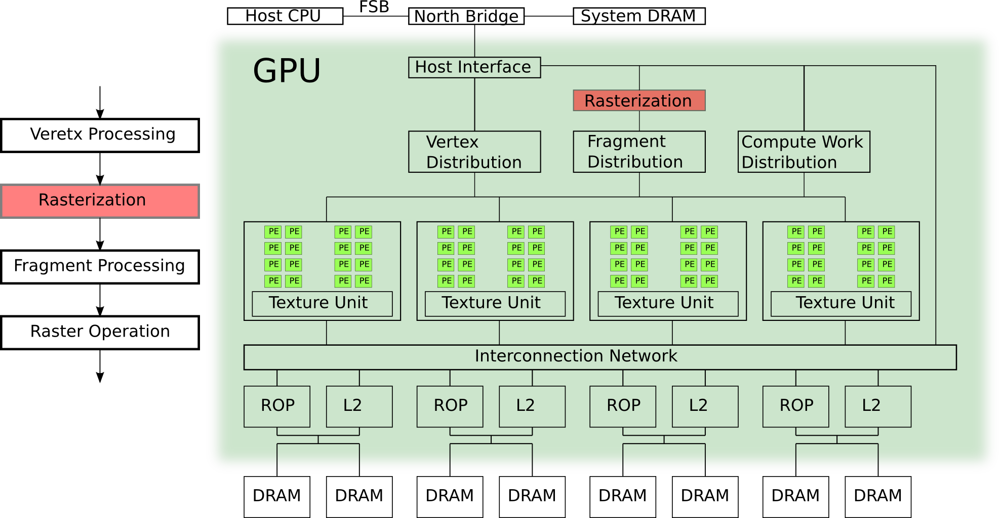 FSB
Host CPU
North Bridge
System DRAM
GPU
Host Interface
Rasterization
Vertex
Distribution
Fragment
Distribution
Compute Work
Distribution
Veretx Processing
Rasterization
Fragment Processing
Raster Operation
PE PE PE PE PE PE PE PE PE PE PE PE PE PE PE PE
PE PE PE PE PE PE PE PE PE PE PE PE PE PE PE PE
PE PE PE PE PE PE PE PE PE PE PE PE PE PE PE PE
PE PE PE PE PE PE PE PE PE PE PE PE PE PE PE PE
Texture Unit Texture Unit Texture Unit Texture Unit
Interconnection Network
ROP L2 ROP L2 ROP L2 ROP L2
DRAM DRAM DRAM DRAM DRAM DRAM DRAM DRAM